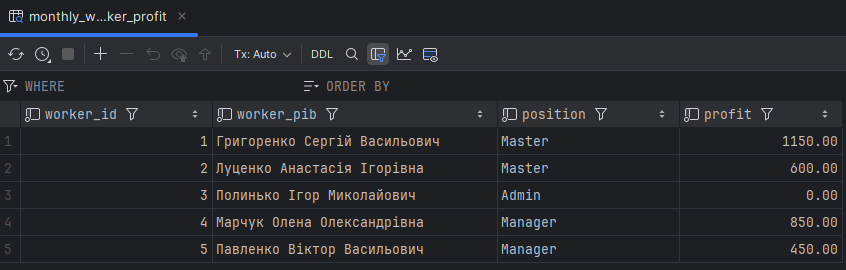 monthly_w...ker_profit
Tx: Auto DDL
WHERE ORDER BY
worker_id worker_pib position profit
1 1 Григоренко Сергій Васильович Master 1150.00
2 2 Луценко Анастасія Ігорівна Master 600.00
3 3 Полинько Ігор Миколайович Admin 0.00
4 4 Марчук Олена Олександрівна Manager 850.00
5 5 Павленко Віктор Васильович Manager 450.00